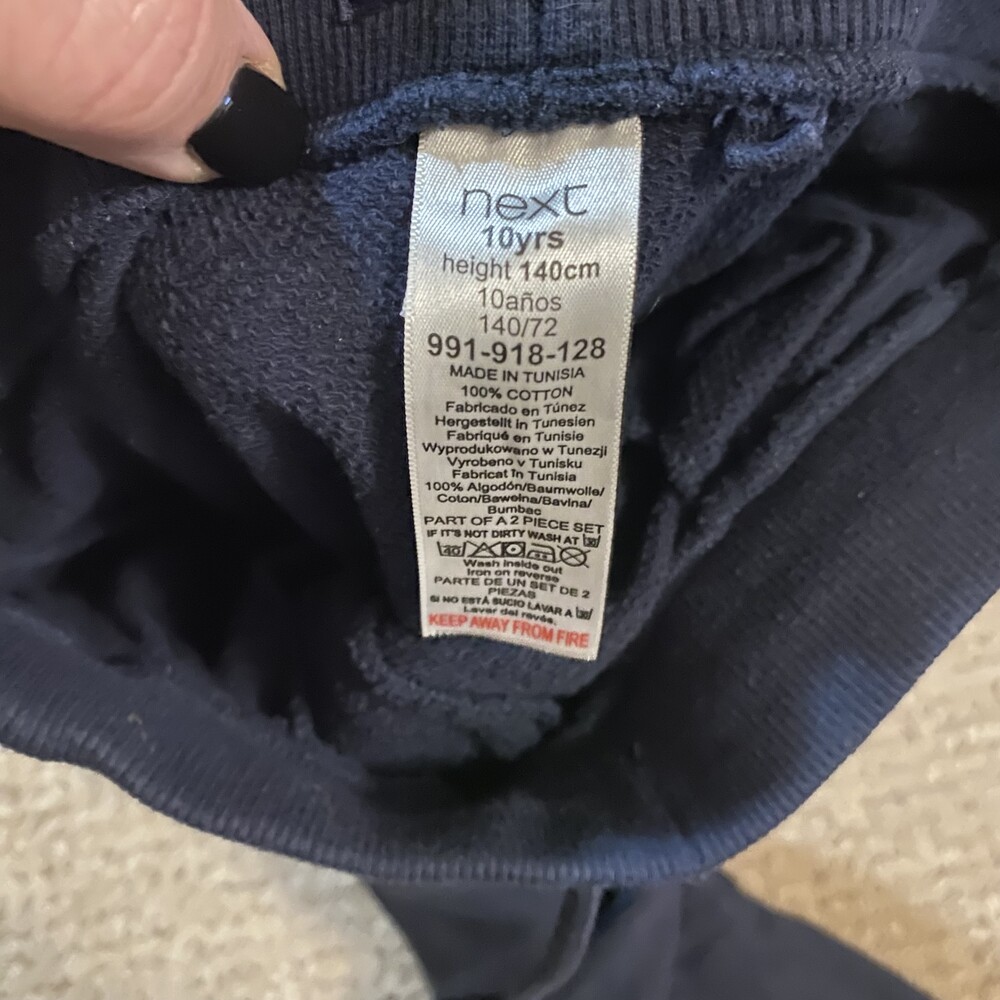 next
10yrs
height 140cm
10años
140/72
991-918-128
MADE IN TUNISIA
100% COTTON
Fabricado en Túnez
Hergestellt in Tunesien
Fabriqué en Tunisie
Wyprodukowano w Tunezji
Vyrobeno v Tunisku
Fabricat în Tunisia
100% Algodón/Baumwolle/
Coton/Bawełna/Bavlna/
Bumbac
PART OF A 2 PIECE SET
IF IT'S NOT DIRTY WASH AT 30
40
Wash inside out
Iron on reverse
PARTE DE UN SET DE 2
PIEZAS
SI NO ESTÁ SUCIO LAVAR A 30
Lavar del revés.
KEEP AWAY FROM FIRE